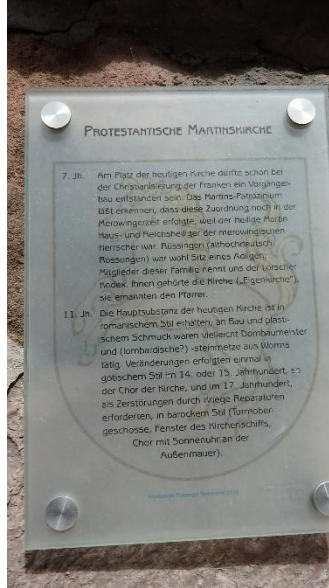 PROTESTANTISCHE MARTINSKIRCHE
7. Jh. Am Platz der heutigen Kirche dürfte schon bei
der Christianisierung der Franken ein Vorgänger-
bau entstanden sein. Das Martins-Patrozinium
läßt erkennen, dass diese Zuordnung noch in der
Merowingerzeit erfolgte, weil der heilige Martin
Haus- und Reichsheiliger der merowingischen
Herrscher war. Rüssingen (althochdeutsch
Rossungen) war wohl Sitz eines Adligen.
Mitglieder dieser Familie nennt uns der Lorscher
Kodex. Ihnen gehörte die Kirche („Eigenkirche"),
sie ernannten den Pfarrer.
11. Jh. Die Hauptsubstanz der heutigen Kirche ist in
romanischem Stil erhalten, an Bau und plasti-
schem Schmuck waren vielleicht Dombaumeister
und (lombardische?) -steinmetze aus Worms
tätig. Veränderungen erfolgten einmal in
gotischem Stil im 14. oder 15. Jahrhundert, so
der Chor der Kirche, und im 17. Jahrhundert,
als Zerstörungen durch Kriege Reparaturen
erforderten, in barockem Stil (Turmober-
geschosse, Fenster des Kirchenschiffs,
Chor mit Sonnenuhr an der
Außenmauer).